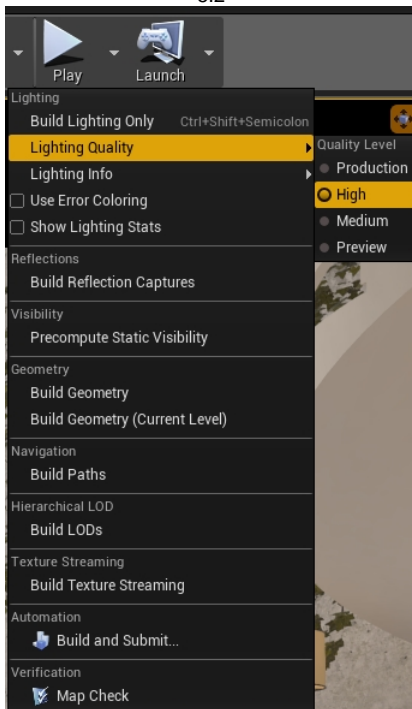 Play
Launch
Lighting
Build Lighting Only Ctrl+Shift+Semicolon
Lighting Quality
Lighting Info
Use Error Coloring
Show Lighting Stats
Reflections
Build Reflection Captures
Visibility
Precompute Static Visibility
Geometry
Build Geometry
Build Geometry (Current Level)
Navigation
Build Paths
Hierarchical LOD
Build LODs
Texture Streaming
Build Texture Streaming
Automation
Build and Submit...
Verification
Map Check
Quality Level
Production
High
Medium
Preview